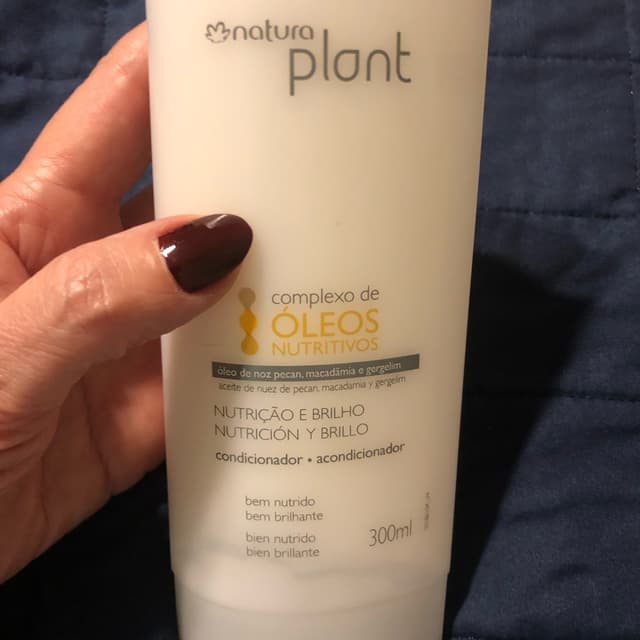 natura
plant
complexo de
ÓLEOS
NUTRITIVOS
óleo de noz pecan, macadâmia e gergelim
aceite de nuez de pecan, macadamia y gergelim
NUTRIÇÃO E BRILHO
NUTRICIÓN Y BRILLO
condicionador • acondicionador
bem nutrido
bem brilhante
bien nutrido
bien brillante
300ml